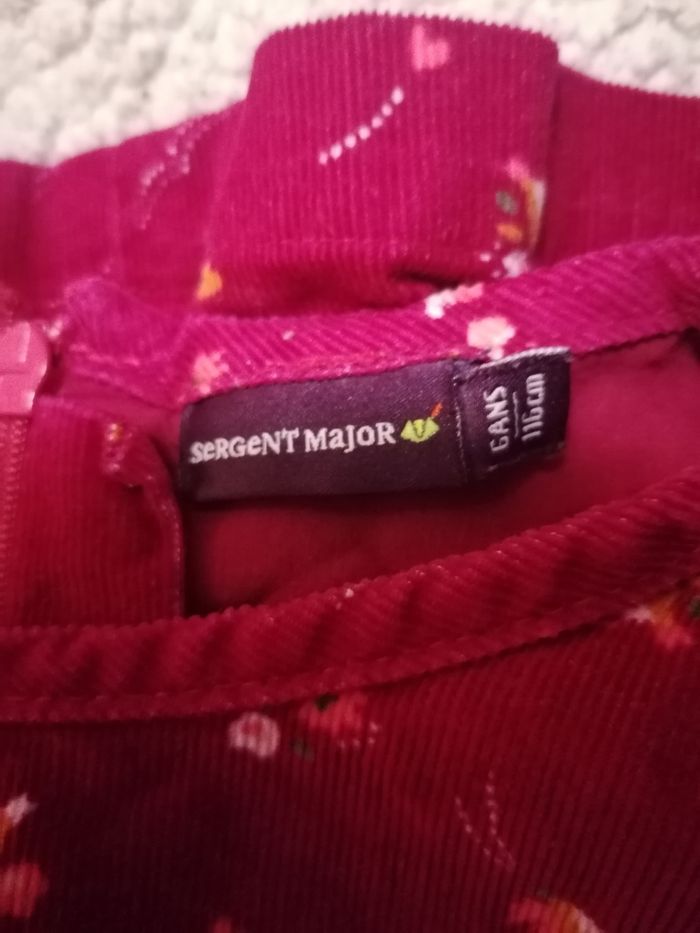 SeRGeNT MaJoR
6ANS
116cm